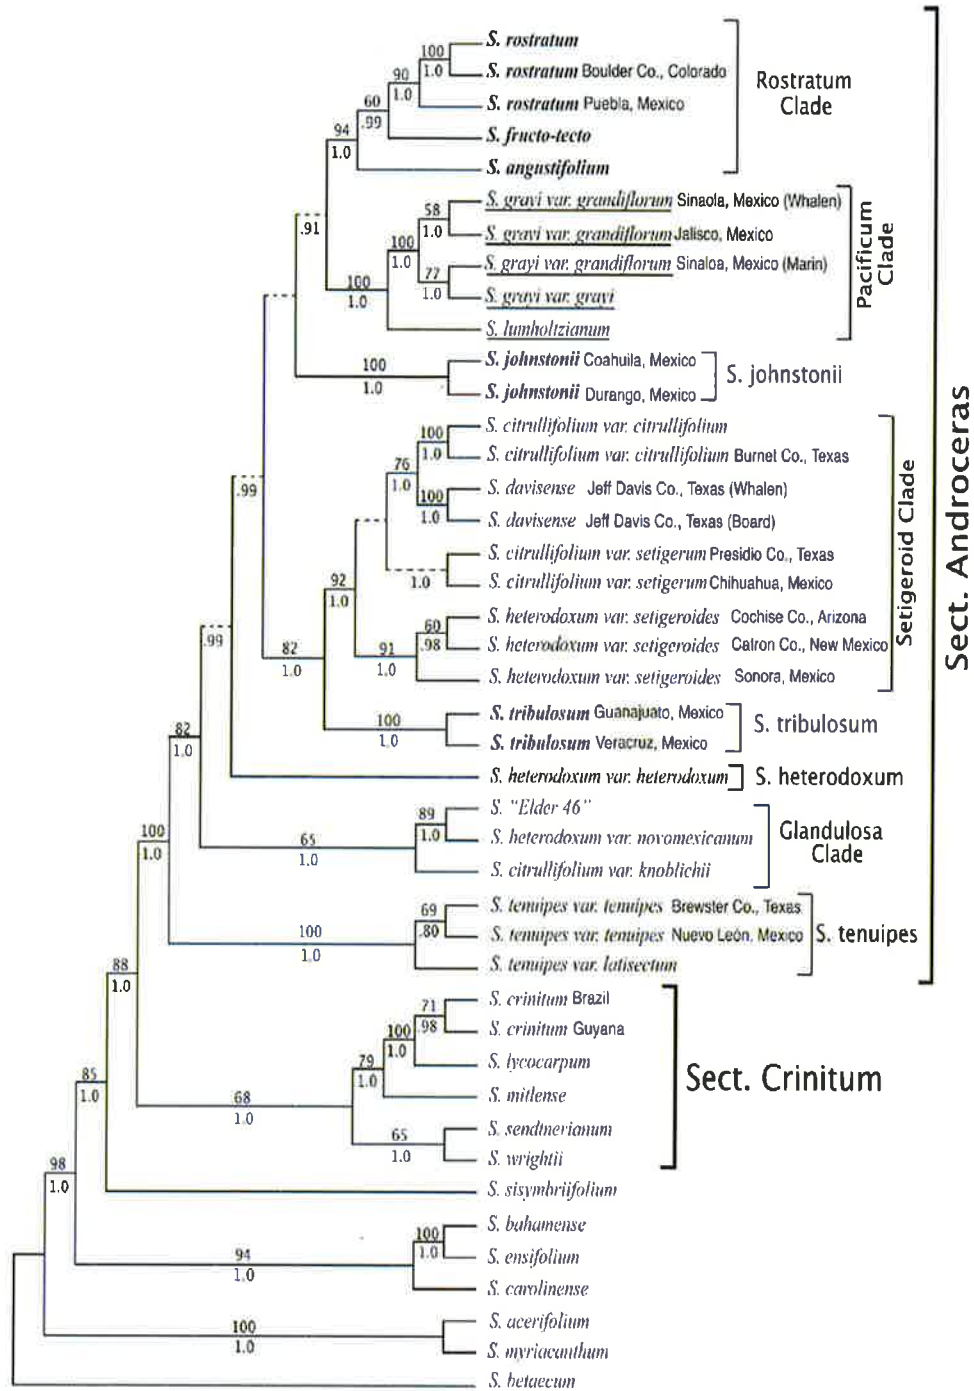 S. rostratum
S. rostratum Boulder Co., Colorado
S. rostratum Puebla, Mexico
S. fructo-tecto
S. angustifolium
Rostratum
Clade
S. grayi var. grandiflorum Sinaola, Mexico (Whalen)
S. grayi var. grandiflorum Jalisco, Mexico
S. grayi var. grandiflorum Sinaloa, Mexico (Marin)
S. grayi var. grayi
S. lumholtzianum
Pacificum
Clade
S. johnstonii Coahuila, Mexico
S. johnstonii Durango, Mexico
S. johnstonii
S. citrullifolium var. citrullifolium
S. citrullifolium var. citrullifolium Burnet Co., Texas
S. davisense Jeff Davis Co., Texas (Whalen)
S. davisense Jeff Davis Co., Texas (Board)
S. citrullifolium var. setigerum Presidio Co., Texas
S. citrullifolium var. setigerum Chihuahua, Mexico
S. heterodoxum var. setigeroides Cochise Co., Arizona
S. heterodoxum var. setigeroides Catron Co., New Mexico
S. heterodoxum var. setigeroides Sonora, Mexico
Setigeroid Clade
S. tribulosum Guanajuato, Mexico
S. tribulosum Veracruz, Mexico
S. tribulosum
S. heterodoxum var. heterodoxum
S. heterodoxum
S. "Elder 46"
S. heterodoxum var. novomexicanum
S. citrullifolium var. knoblichii
Glandulosa
Clade
S. tenuipes var. tenuipes Brewster Co., Texas
S. tenuipes var. tenuipes Nuevo León, Mexico
S. tenuipes var. latisectum
S. tenuipes
Sect. Androceras
S. crinitum Brazil
S. crinitum Guyana
S. lycocarpum
S. mitlense
S. sendtnerianum
S. wrightii
Sect. Crinitum
S. sisymbriifolium
S. bahamense
S. ensifolium
S. carolinense
S. acerifolium
S. myriacanthum
S. betaecum
100
1.0
90
1.0
60
.99
94
1.0
.91
58
1.0
100
1.0
77
1.0
100
1.0
100
1.0
.99
100
1.0
76
1.0
100
1.0
1.0
92
1.0
60
.98
91
1.0
82
1.0
.99
100
1.0
82
1.0
89
1.0
65
1.0
100
1.0
69
.80
100
1.0
88
1.0
71
.98
100
1.0
79
1.0
68
1.0
65
1.0
85
1.0
98
1.0
100
1.0
94
1.0
100
1.0